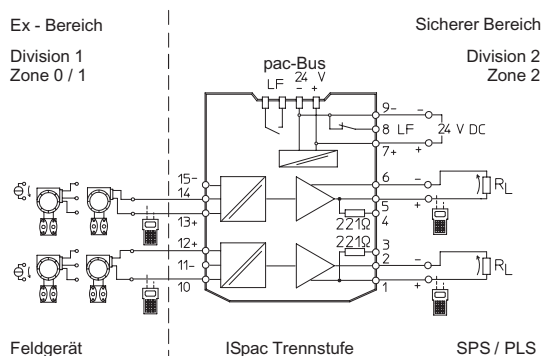 Ex - Bereich
Sicherer Bereich
Division 1
Zone 0 / 1
Division 2
Zone 2
pac-Bus
LF 24 V
- +
9-
8 LF
24 V DC
7+
- +
15-
14
13+
6
5
4
221Ω
- +
RL
12+
11-
10
221Ω
3
2
1
- +
RL
Feldgerät
ISpac Trennstufe
SPS / PLS